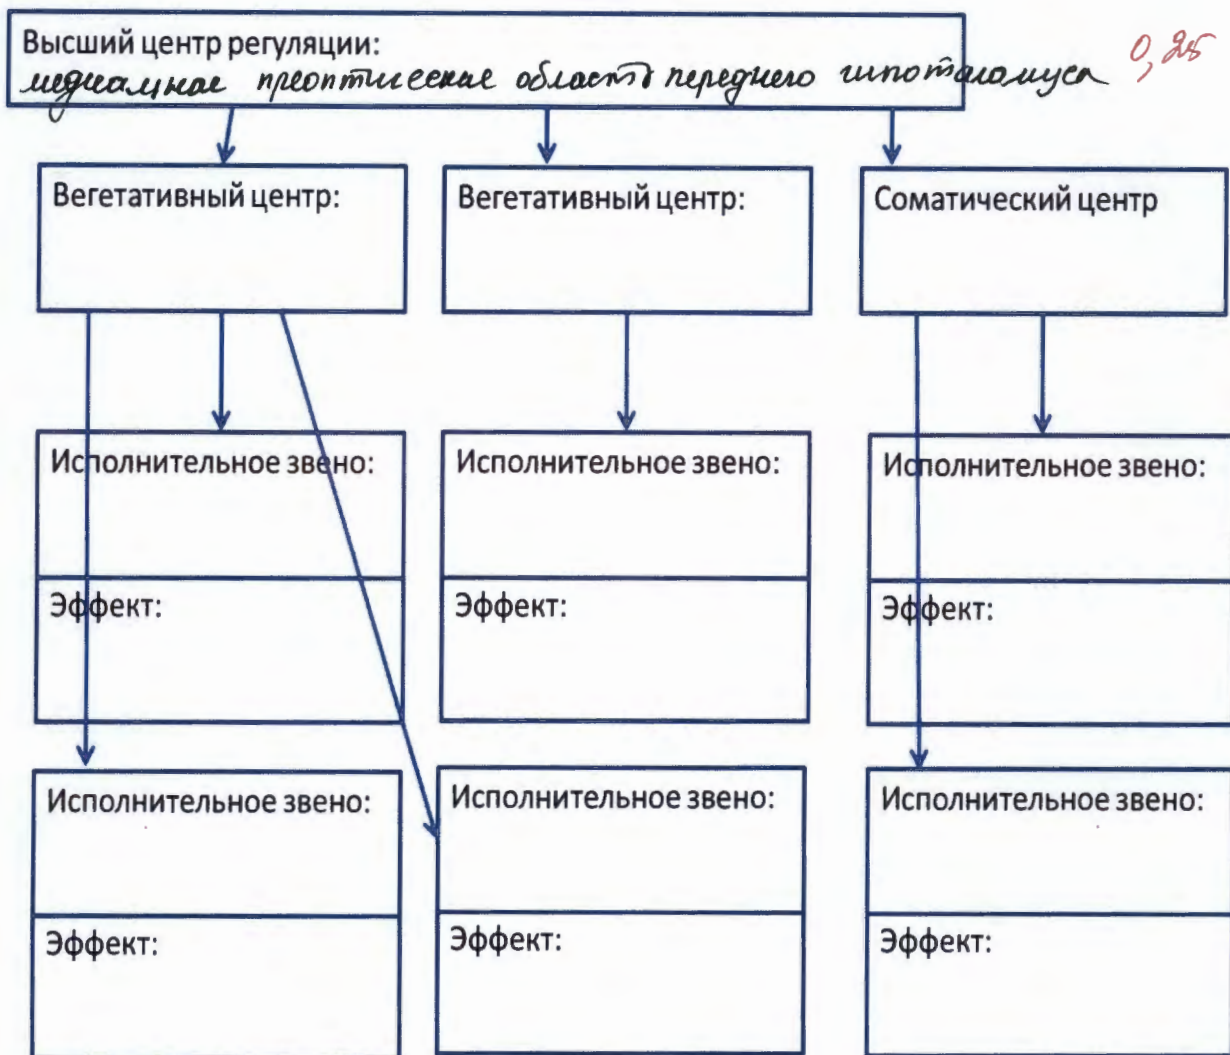 Высший центр регуляции:
медиальное преоптическае область переднего гипоталамуса 0,25
Вегетативный центр: Вегетативный центр: Соматический центр
Исполнительное звено: Исполнительное звено: Исполнительное звено:
Эффект: Эффект: Эффект:
Исполнительное звено: Исполнительное звено: Исполнительное звено:
Эффект: Эффект: Эффект: